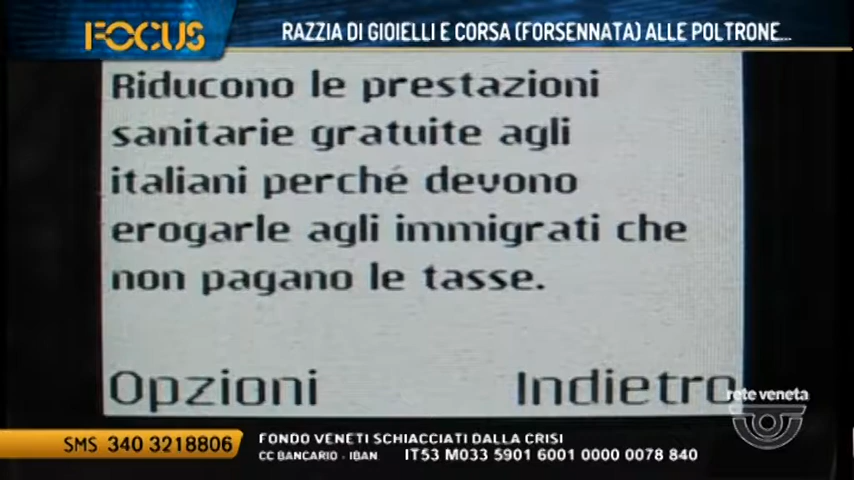 FOCUS
RAZZIA DI GIOIELLI E CORSA (FORSENNATA) ALLE POLTRONE...
Riducono le prestazioni
sanitarie gratuite agli
italiani perché devono
erogarle agli immigrati che
non pagano le tasse.
Opzioni Indietro
rete veneta
SMS 340 3218806
FONDO VENETI SCHIACCIATI DALLA CRISI
CC BANCARIO - IBAN IT53 M033 5901 6001 0000 0078 840